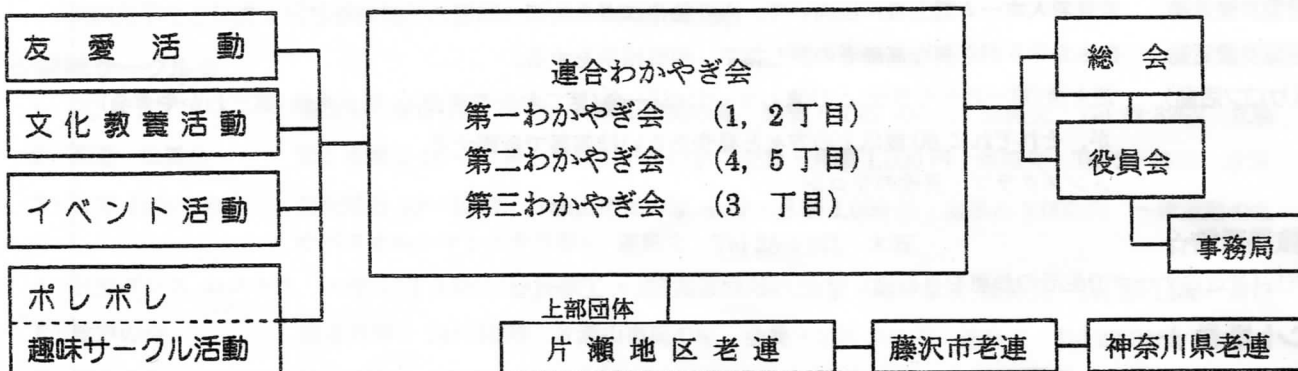 友愛活動
文化教養活動
イベント活動
ポレポレ
趣味サークル活動
連合わかやぎ会
第一わかやぎ会 (1, 2丁目)
第二わかやぎ会 (4, 5丁目)
第三わかやぎ会 (3 丁目)
総会
役員会
事務局
上部団体
片瀬地区老連
藤沢市老連
神奈川県老連